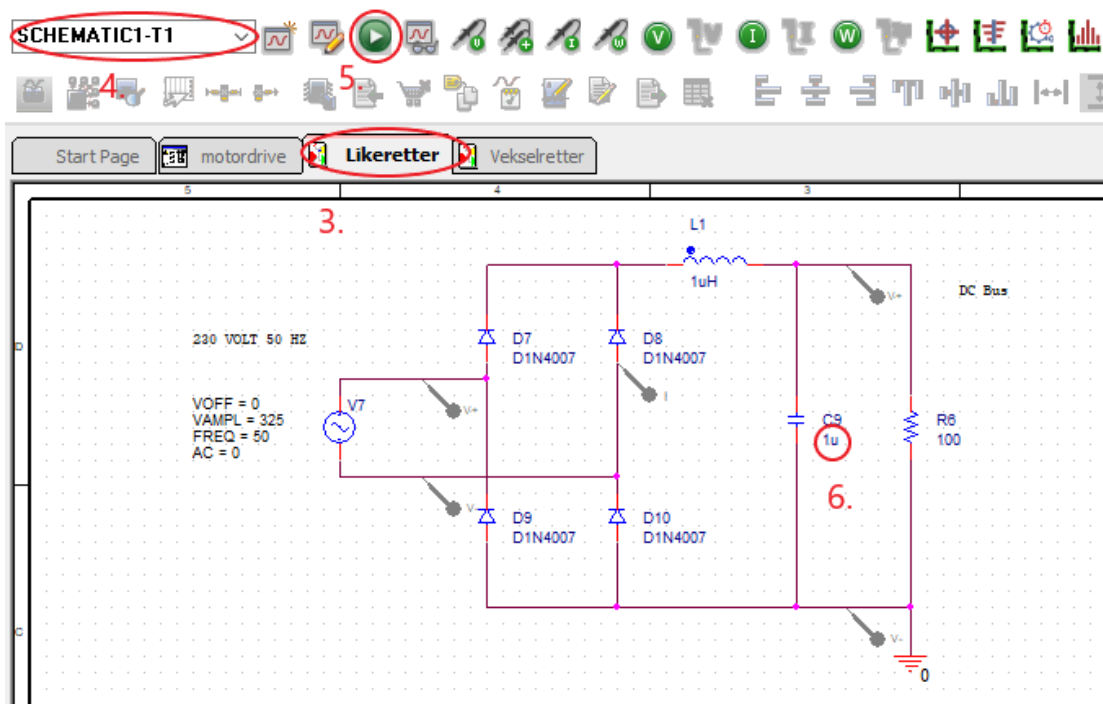 SCHEMATIC1-T1
4.
5.
Start Page
motordrive
Likeretter
Vekselretter
5
4
3
3.
L1
1uH
V+
DC Bus
230 VOLT 50 HZ
D
D7
D1N4007
D8
D1N4007
VOFF = 0
VAMPL = 325
FREQ = 50
AC = 0
V7
V+
I
C9
1u
R6
100
6.
V-
D9
D1N4007
D10
D1N4007
C
V-
0